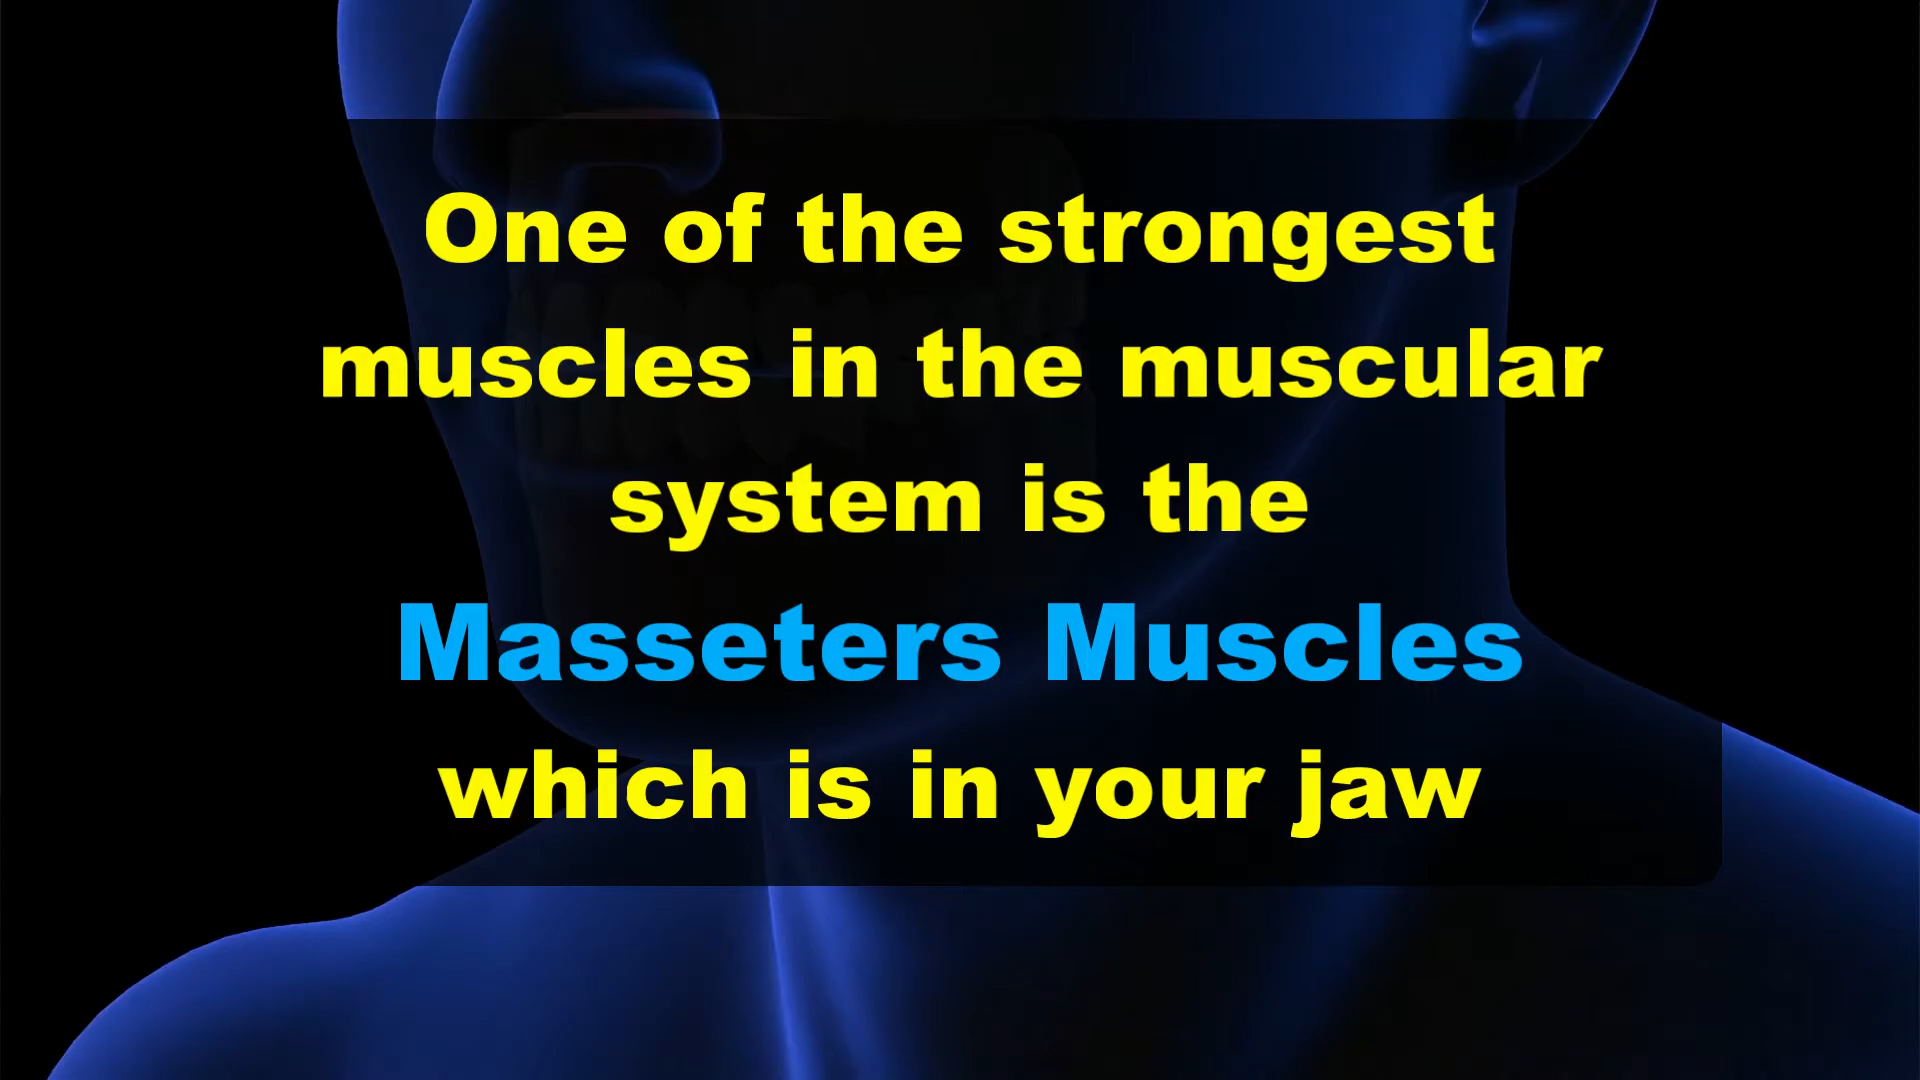 One of the strongest
muscles in the muscular
system is the
Masseters Muscles
which is in your jaw